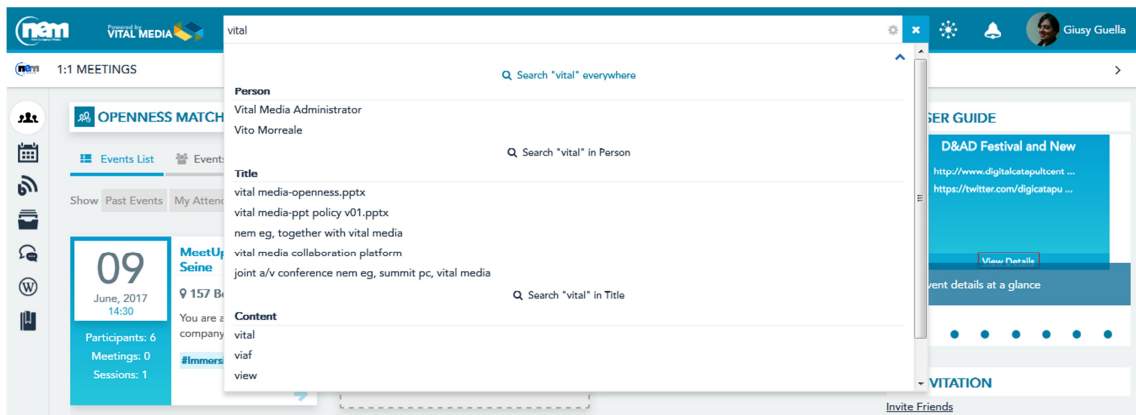 nem
Powered by
VITAL MEDIA
vital
Giusy Guella
nem
1:1 MEETINGS
Search "vital" everywhere
Person
Vital Media Administrator
Vito Morreale
Search "vital" in Person
Title
vital media-openness.pptx
vital media-ppt policy v01.pptx
nem eg, together with vital media
vital media collaboration platform
joint a/v conference nem eg, summit pc, vital media
Search "vital" in Title
Content
vital
viaf
view
OPENNESS MATCH
Events List
Event
Show Past Events My Attend
09
June, 2017
14:30
Participants: 6
Meetings: 0
Sessions: 1
MeetUp
Seine
157 B
You are a
company
#Immers
SER GUIDE
D&AD Festival and New
http://www.digitalcatapultcent ...
https://twitter.com/digicatapu ...
View Details
vent details at a glance
VITATION
Invite Friends